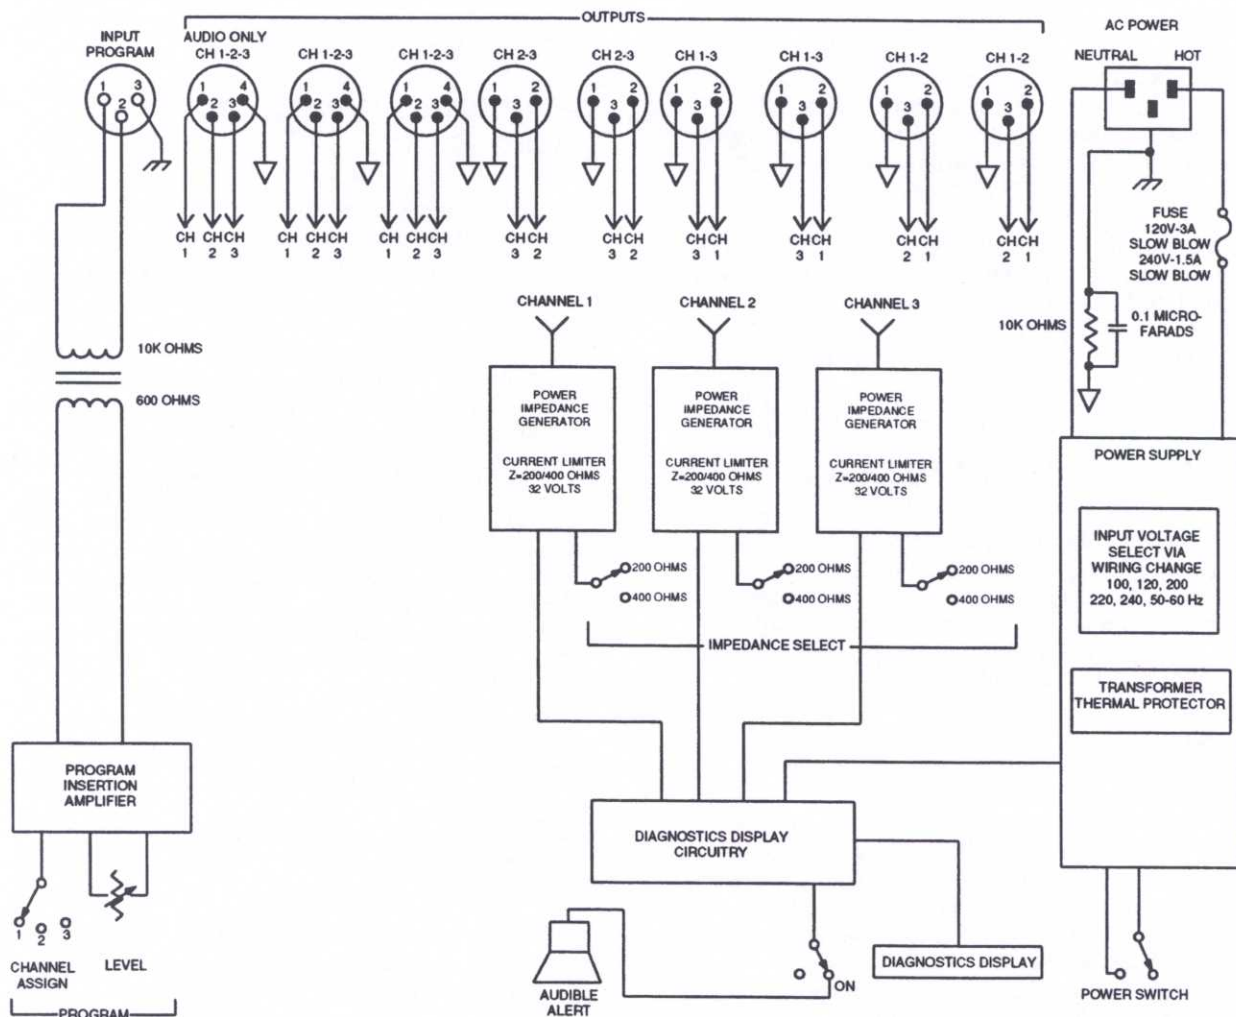 OUTPUTS
INPUT
PROGRAM
1
2
3
AUDIO ONLY
CH 1-2-3
CH 1-2-3
CH 1-2-3
CH 2-3
CH 2-3
CH 1-3
CH 1-3
CH 1-2
CH 1-2
1 4
2 3
1 4
2 3
1 4
2 3
1 2
3
1 2
3
1 2
3
1 2
3
1 2
3
1 2
3
CH CH CH
1 2 3
CH CH CH
1 2 3
CH CH CH
1 2 3
CH CH
3 2
CH CH
3 2
CH CH
3 1
CH CH
3 1
CH CH
2 1
CH CH
2 1
AC POWER
NEUTRAL HOT
FUSE
120V-3A
SLOW BLOW
240V-1.5A
SLOW BLOW
10K OHMS
0.1 MICRO-
FARADS
10K OHMS
600 OHMS
CHANNEL 1
CHANNEL 2
CHANNEL 3
POWER
IMPEDANCE
GENERATOR
CURRENT LIMITER
Z=200/400 OHMS
32 VOLTS
POWER
IMPEDANCE
GENERATOR
CURRENT LIMITER
Z=200/400 OHMS
32 VOLTS
POWER
IMPEDANCE
GENERATOR
CURRENT LIMITER
Z=200/400 OHMS
32 VOLTS
200 OHMS
400 OHMS
200 OHMS
400 OHMS
200 OHMS
400 OHMS
IMPEDANCE SELECT
POWER SUPPLY
INPUT VOLTAGE
SELECT VIA
WIRING CHANGE
100, 120, 200
220, 240, 50-60 Hz
TRANSFORMER
THERMAL PROTECTOR
PROGRAM
INSERTION
AMPLIFIER
DIAGNOSTICS DISPLAY
CIRCUITRY
1 2 3
CHANNEL
ASSIGN
LEVEL
PROGRAM
AUDIBLE
ALERT
ON
DIAGNOSTICS DISPLAY
POWER SWITCH